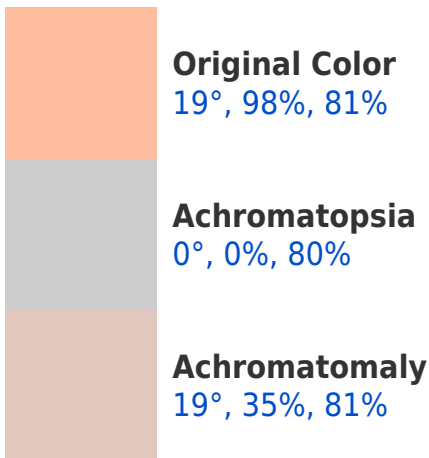 Original Color
19°, 98%, 81%
Achromatopsia
0°, 0%, 80%
Achromatomaly
19°, 35%, 81%